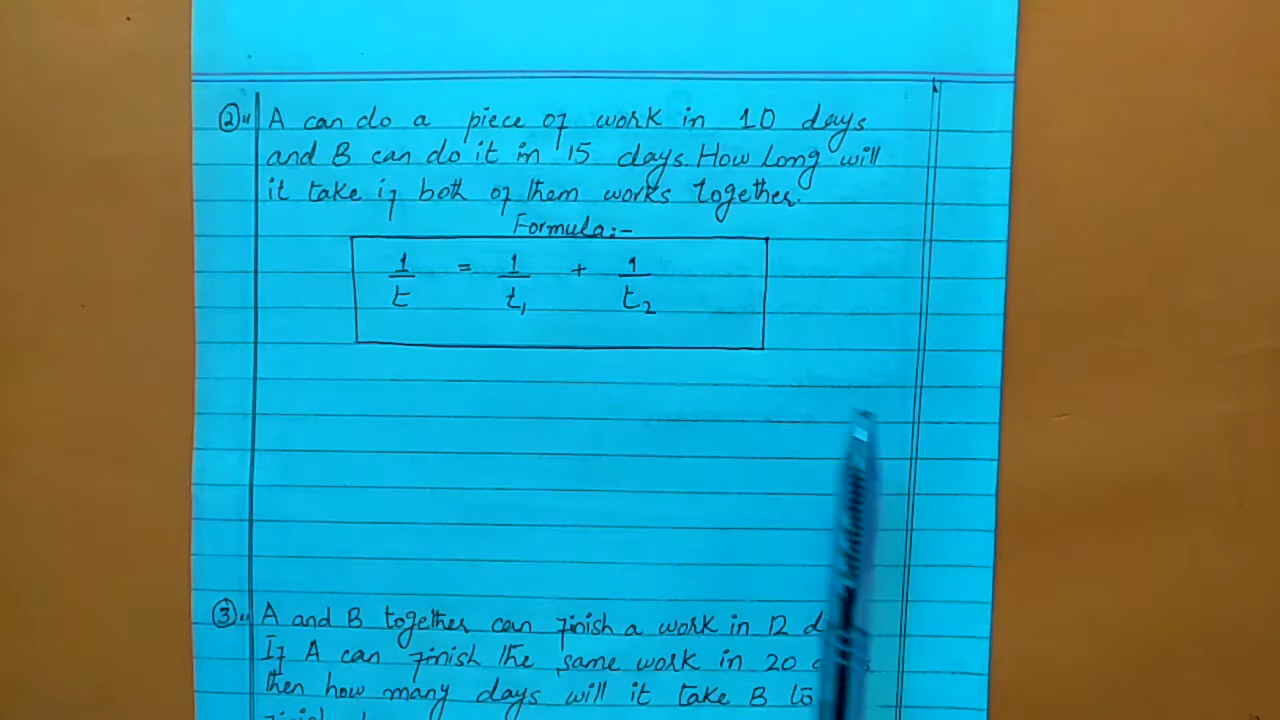 ② A can do a piece of work in 10 days
and B can do it in 15 days. How Long will
it take if both of them works together.
Formula:-
1/t = 1/t₁ + 1/t₂
③ A and B together can finish a work in 12
If A can finish the same work in 20
then how many days will it take B to